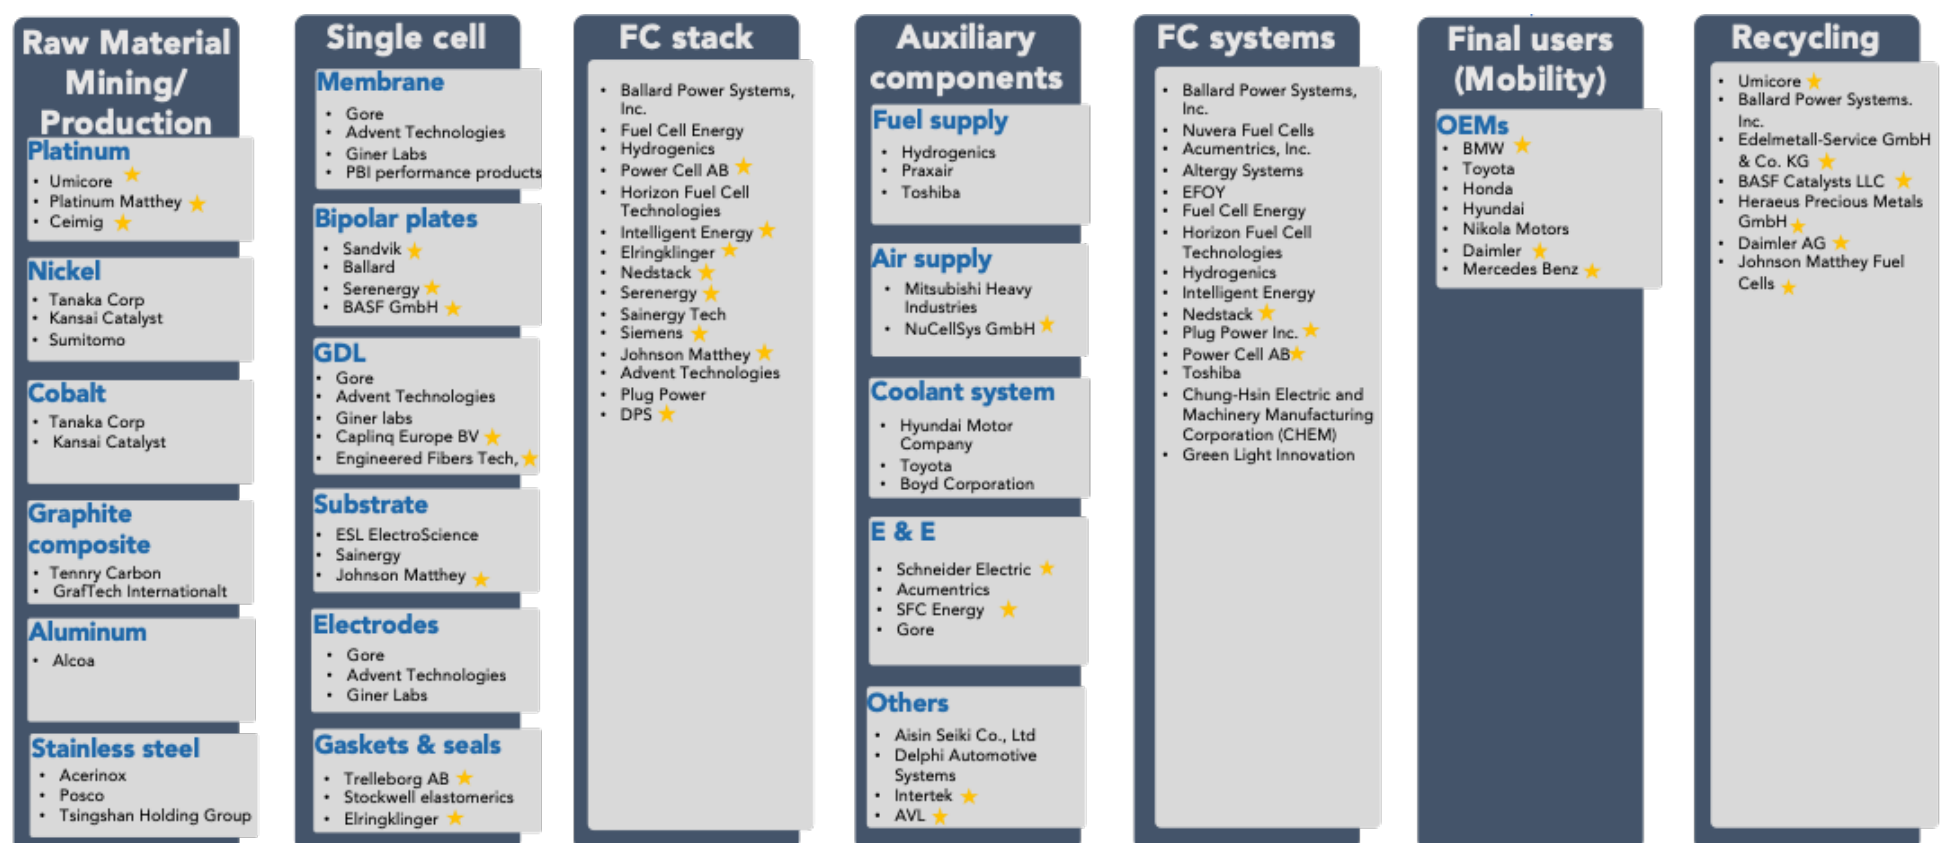 Raw Material
Mining/
Production
Platinum
• Umicore
• Platinum Matthey
• Ceimig
Nickel
• Tanaka Corp
• Kansai Catalyst
• Sumitomo
Cobalt
• Tanaka Corp
• Kansai Catalyst
Graphite
composite
• Tennry Carbon
• GrafTech Internationalt
Aluminum
• Alcoa
Stainless steel
• Acerinox
• Posco
• Tsingshan Holding Group
Single cell
Membrane
• Gore
• Advent Technologies
• Giner Labs
• PBI performance products
Bipolar plates
• Sandvik
• Ballard
• Serenergy
• BASF GmbH
GDL
• Gore
• Advent Technologies
• Giner labs
• Caplinq Europe BV
• Engineered Fibers Tech,
Substrate
• ESL ElectroScience
• Sainergy
• Johnson Matthey
Electrodes
• Gore
• Advent Technologies
• Giner Labs
Gaskets & seals
• Trelleborg AB
• Stockwell elastomerics
• Elringklinger
FC stack
• Ballard Power Systems,
Inc.
• Fuel Cell Energy
• Hydrogenics
• Power Cell AB
• Horizon Fuel Cell
Technologies
• Intelligent Energy
• Elringklinger
• Nedstack
• Serenergy
• Sainergy Tech
• Siemens
• Johnson Matthey
• Advent Technologies
• Plug Power
• DPS
Auxiliary
components
Fuel supply
• Hydrogenics
• Praxair
• Toshiba
Air supply
• Mitsubishi Heavy
Industries
• NuCellSys GmbH
Coolant system
• Hyundai Motor
Company
• Toyota
• Boyd Corporation
E & E
• Schneider Electric
• Acumentrics
• SFC Energy
• Gore
Others
• Aisin Seiki Co., Ltd
• Delphi Automotive
Systems
• Intertek
• AVL
FC systems
• Ballard Power Systems,
Inc.
• Nuvera Fuel Cells
• Acumentrics, Inc.
• Altergy Systems
• EFOY
• Fuel Cell Energy
• Horizon Fuel Cell
Technologies
• Hydrogenics
• Intelligent Energy
• Nedstack
• Plug Power Inc.
• Power Cell AB
• Toshiba
• Chung-Hsin Electric and
Machinery Manufacturing
Corporation (CHEM)
• Green Light Innovation
Final users
(Mobility)
OEMs
• BMW
• Toyota
• Honda
• Hyundai
• Nikola Motors
• Daimler
• Mercedes Benz
Recycling
• Umicore
• Ballard Power Systems.
Inc.
• Edelmetall-Service GmbH
& Co. KG
• BASF Catalysts LLC
• Heraeus Precious Metals
GmbH
• Daimler AG
• Johnson Matthey Fuel
Cells